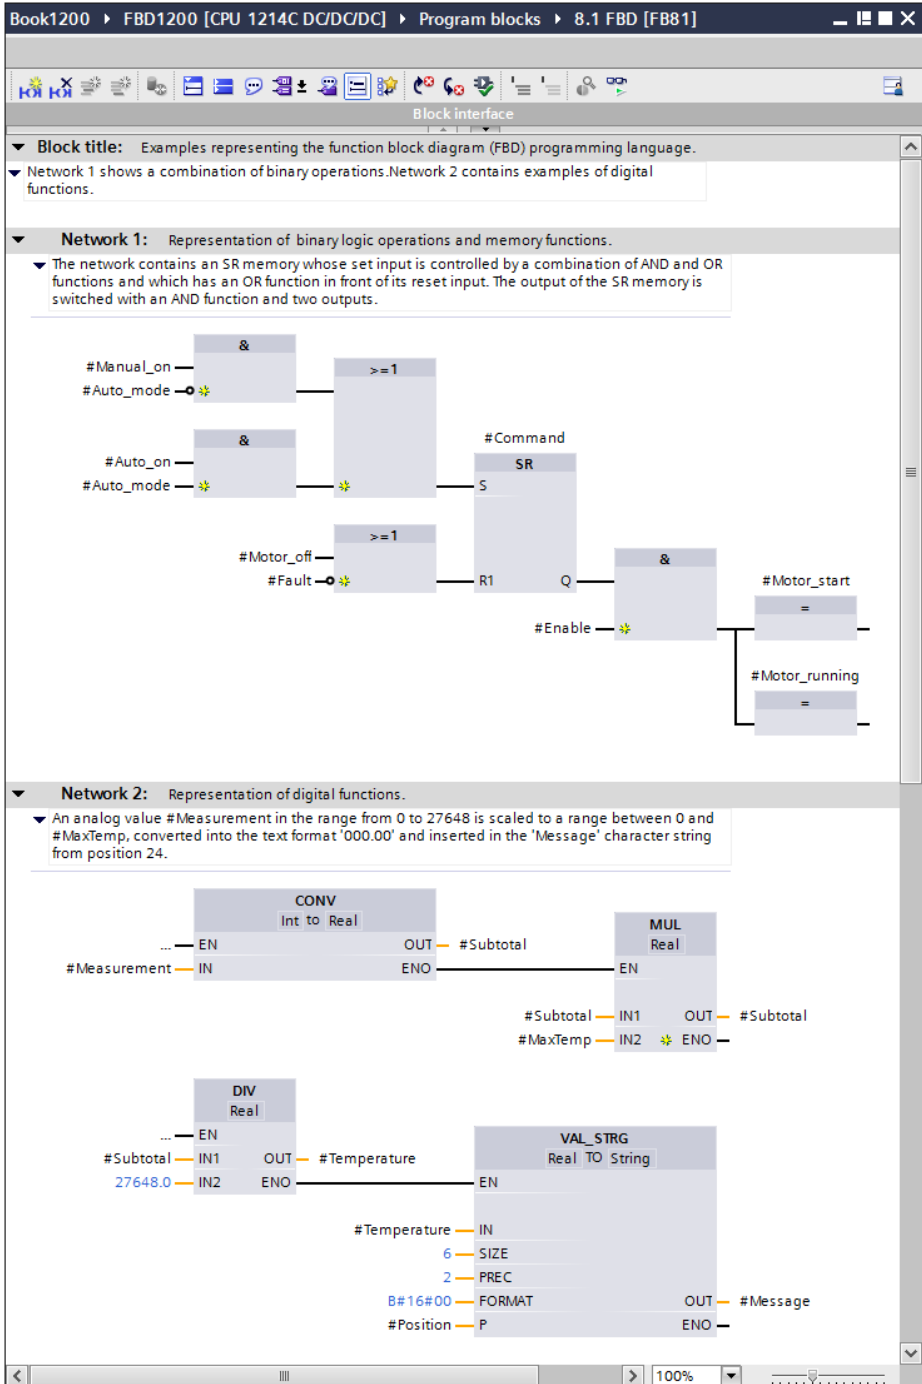 Book1200 ▸ FBD1200 [CPU 1214C DC/DC/DC] ▸ Program blocks ▸ 8.1 FBD [FB81]
Block interface
Block title: Examples representing the function block diagram (FBD) programming language.
Network 1 shows a combination of binary operations.Network 2 contains examples of digital
functions.
Network 1: Representation of binary logic operations and memory functions.
The network contains an SR memory whose set input is controlled by a combination of AND and OR
functions and which has an OR function in front of its reset input. The output of the SR memory is
switched with an AND function and two outputs.
&
#Manual_on
>=1
#Auto_mode
&
#Command
#Auto_on
SR
#Auto_mode
S
>=1
#Motor_off
&
#Fault
R1 Q
#Motor_start
=
#Enable
#Motor_running
=
Network 2: Representation of digital functions.
An analog value #Measurement in the range from 0 to 27648 is scaled to a range between 0 and
#MaxTemp, converted into the text format '000.00' and inserted in the 'Message' character string
from position 24.
CONV
Int to Real
MUL
Real
... EN OUT #Subtotal
#Measurement IN ENO EN
#Subtotal IN1 OUT #Subtotal
#MaxTemp IN2 ENO
DIV
Real
... EN
VAL_STRG
Real TO String
#Subtotal IN1 OUT #Temperature
27648.0 IN2 ENO EN
#Temperature IN
6 SIZE
2 PREC
B#16#00 FORMAT OUT #Message
#Position P ENO
100%